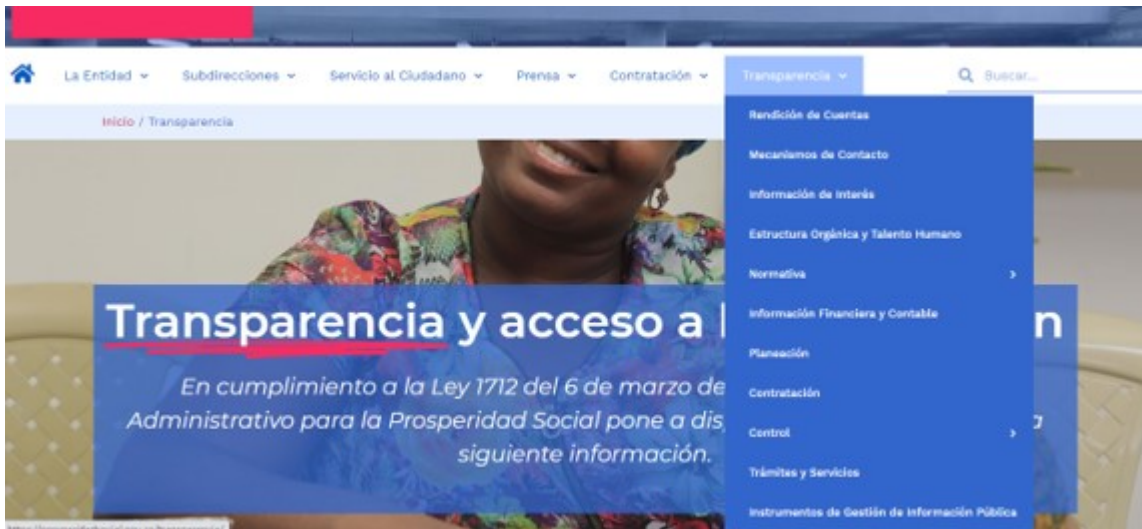 La Entidad
Subdirecciones
Servicio al Ciudadano
Prensa
Contratación
Transparencia
Buscar...
Inicio / Transparencia
Rendición de Cuentas
Mecanismos de Contacto
Información de Interés
Estructura Orgánica y Talento Humano
Normativa
Información Financiera y Contable
Planeación
Contratación
Control
Trámites y Servicios
Instrumentos de Gestión de Información Pública
Transparencia y acceso a
En cumplimiento a la Ley 1712 del 6 de marzo de
Administrativo para la Prosperidad Social pone a
siguiente información.